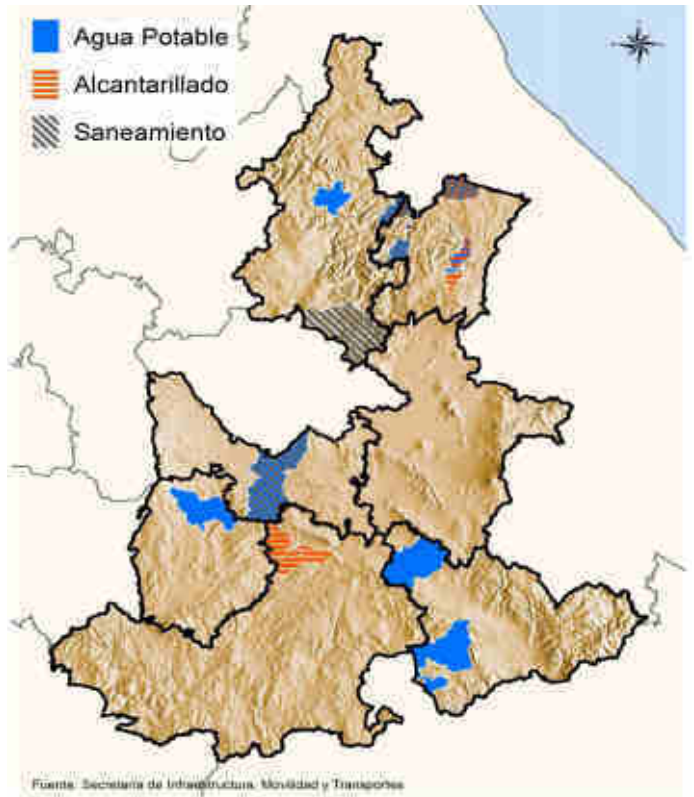 Agua Potable
Alcantarillado
Saneamiento
Fuente: Secretaría de Infraestructura, Movilidad y Transportes